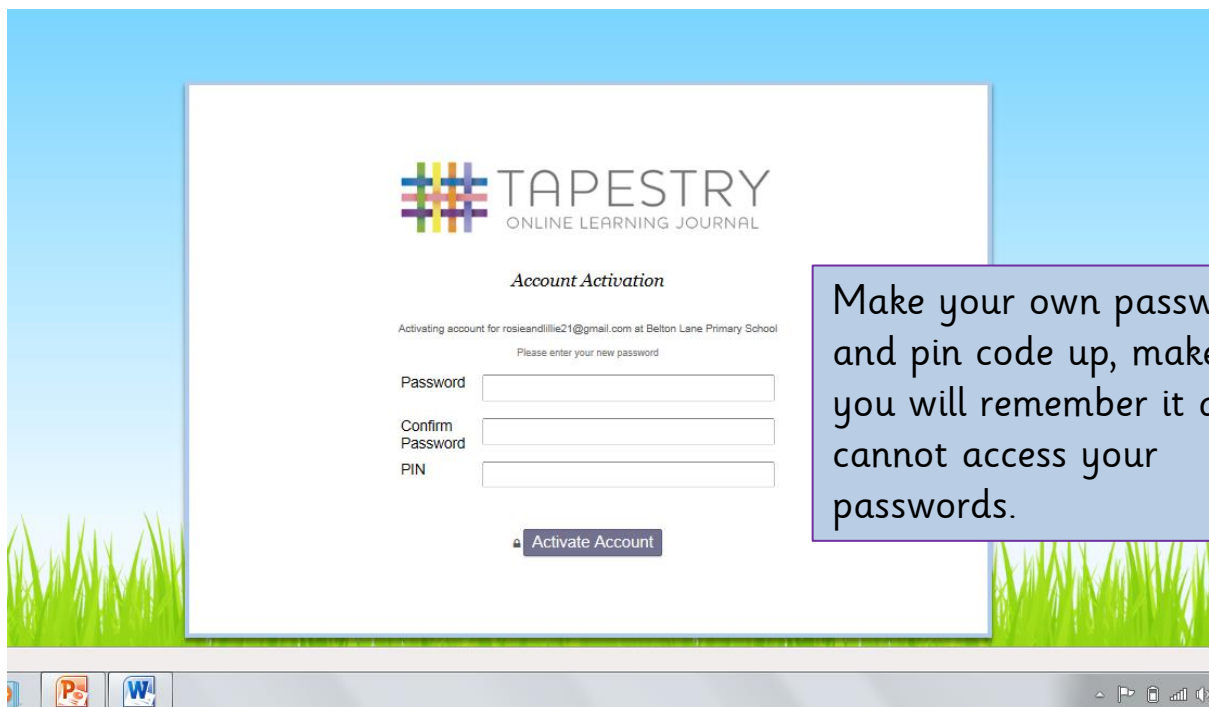 TAPESTRY
ONLINE LEARNING JOURNAL
Account Activation
Activating account for rosieandlillie21@gmail.com at Belton Lane Primary School
Please enter your new password
Password
Confirm
Password
PIN
Activate Account
Make your own passw
and pin code up, make
you will remember it
cannot access your
passwords.